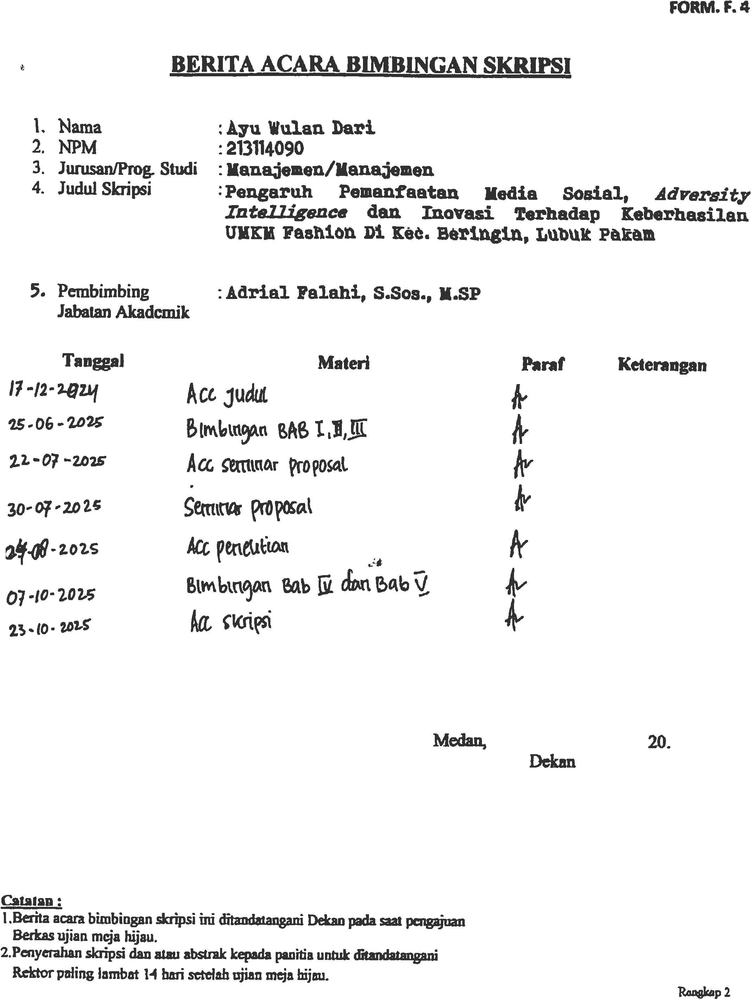 FORM. F. 4
BERITA ACARA BIMBINGAN SKRIPSI
1. Nama : Ayu Wulan Dari
2. NPM : 213114090
3. Jurusan/Prog. Studi : Manajemen/Manajemen
4. Judul Skripsi : Pengaruh Pemanfaatan Media Sosial, Adversity
Intelligence dan Inovasi Terhadap Keberhasilan
UMKM Fashion Di Kec. Beringin, Lubuk Pakam
5. Pembimbing : Adrial Falahi, S.Sos., M.SP
Jabatan Akademik
Tanggal Materi Paraf Keterangan
17-12-2024 Acc judul
25-06-2025 Bimbingan BAB I, II, III
22-07-2025 Acc seminar proposal
30-07-2025 Seminar proposal
-2025 Acc penelitian
07-10-2025 Bimbingan Bab IV dan Bab V
23-10-2025 Acc skripsi
Medan, 20.
Dekan
Catatan :
1.Berita acara bimbingan skripsi ini ditandatangani Dekan pada saat pengajuan
Berkas ujian meja hijau.
2.Penyerahan skripsi dan atau abstrak kepada panitia untuk ditandatangani
Rektor paling lambat 14 hari setelah ujian meja hijau.
Rangkap 2